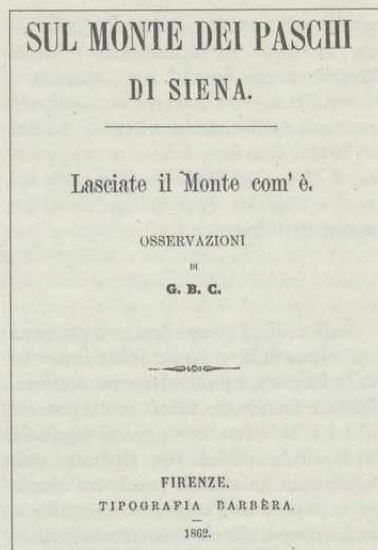 SUL MONTE DEI PASCHI
DI SIENA.
Lasciate il Monte com' è.
OSSERVAZIONI
DI
G. B. C.
FIRENZE,
TIPOGRAFIA BARBÈRA.
1862.